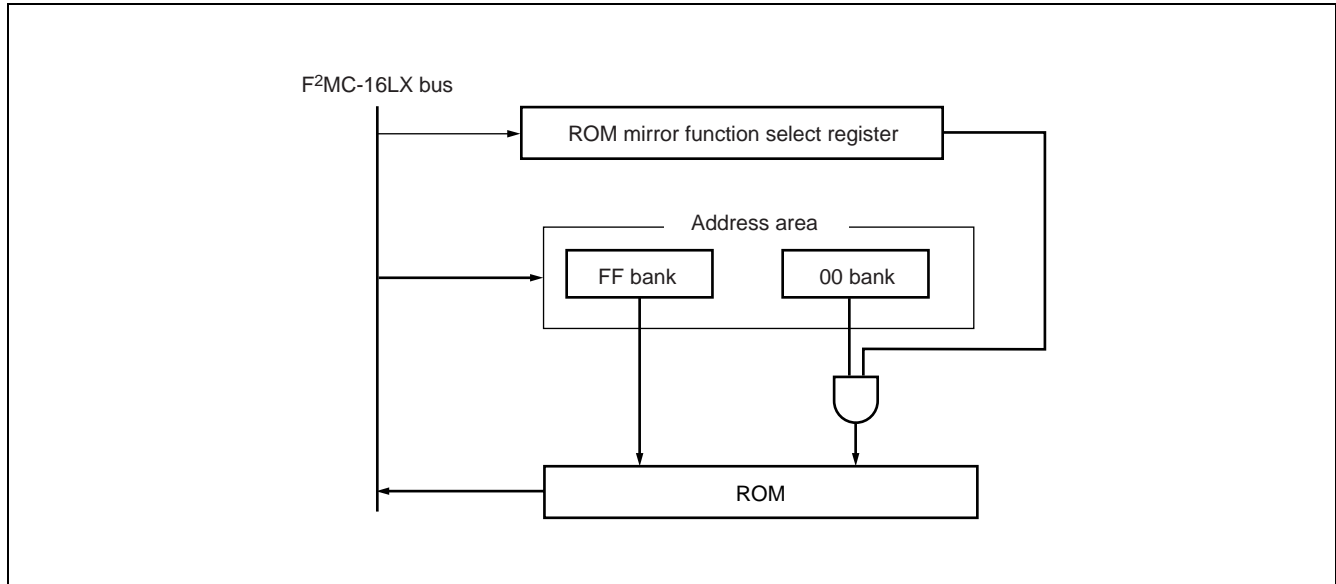 F²MC-16LX bus
ROM mirror function select register
Address area
FF bank
00 bank
ROM